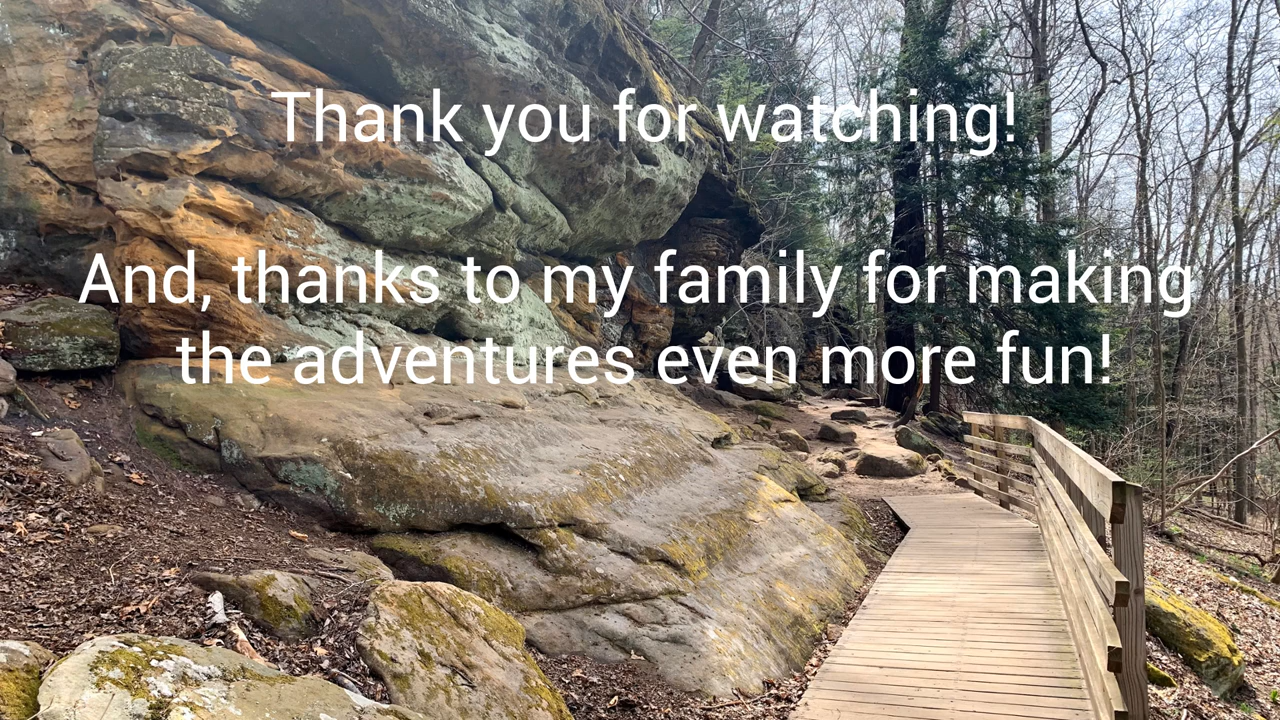 Thank you for watching!
And, thanks to my family for making
the adventures even more fun!